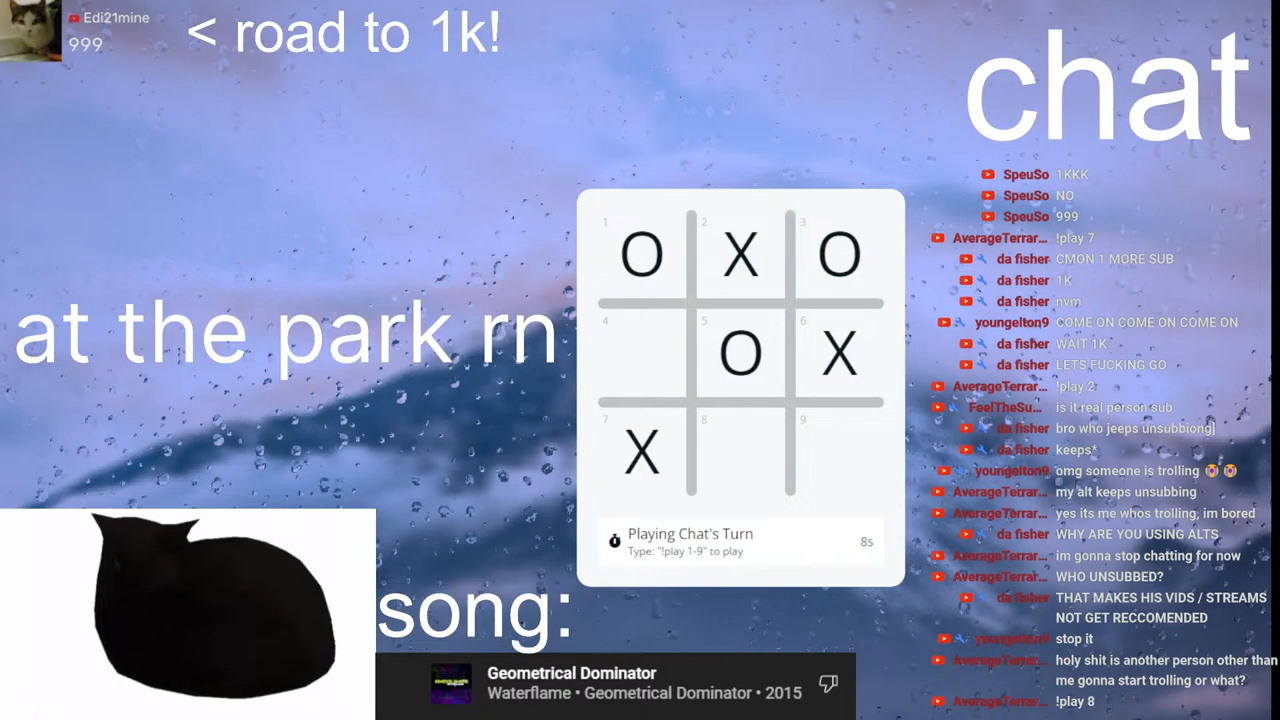 Edi21mine
999
< road to 1k!
chat
at the park rn
1
O
2
X
3
O
4
5
O
6
X
7
X
8
9
Playing Chat's Turn
Type: "!play 1-9" to play
8s
song:
Geometrical Dominator
Waterflame • Geometrical Dominator • 2015
SpeuSo 1KKK
SpeuSo NO
SpeuSo 999
AverageTerrar... !play 7
da fisher CMON 1 MORE SUB
da fisher 1K
da fisher nvm
youngelton9 COME ON COME ON COME ON
da fisher WAIT 1K
da fisher LETS FUCKING GO
AverageTerrar... !play 2
FeelTheSu... is it real person sub
da fisher bro who jeeps unsubbiong]
da fisher keeps*
youngelton9 omg someone is trolling 😭 😭
AverageTerrar... my alt keeps unsubbing
AverageTerrar... yes its me whos trolling, im bored
da fisher WHY ARE YOU USING ALTS
AverageTerrar... im gonna stop chatting for now
AverageTerrar... WHO UNSUBBED?
da fisher THAT MAKES HIS VIDS / STREAMS
NOT GET RECCOMENDED
youngelton9 stop it
AverageTerrar... holy shit is another person other than
me gonna start trolling or what?
AverageTerrar... !play 8